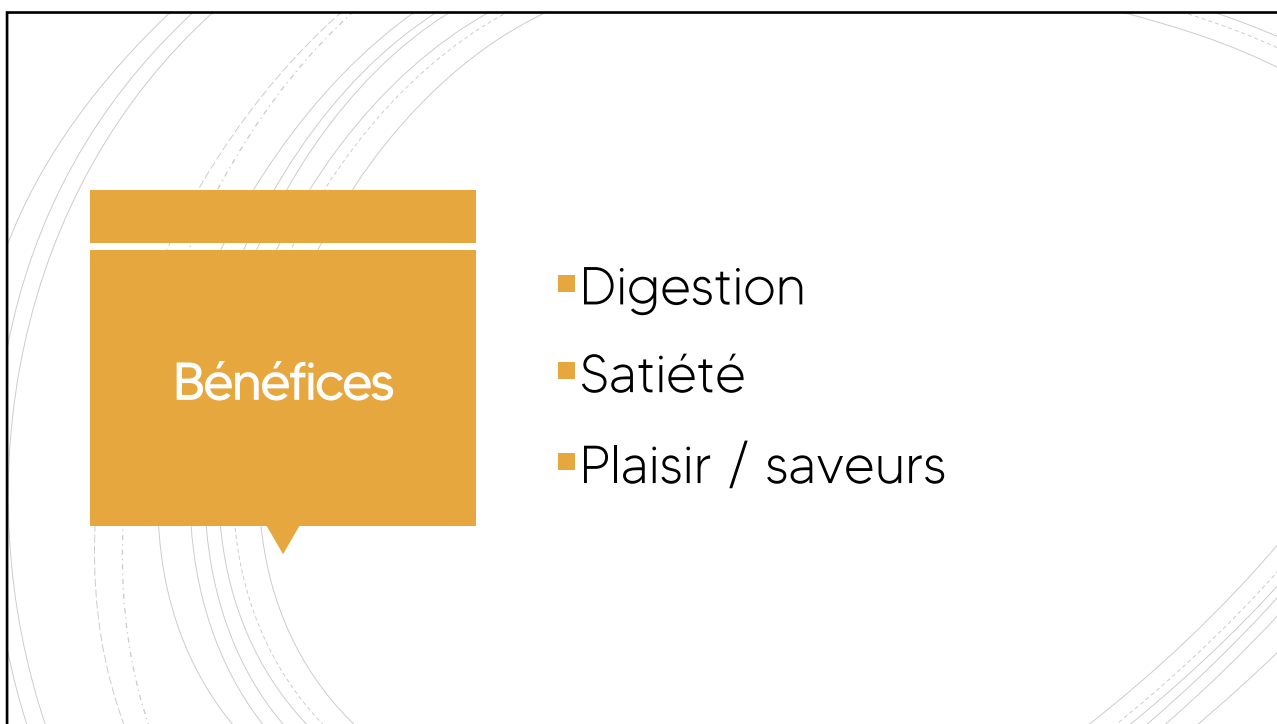 Bénéfices
▪Digestion
▪Satiété
▪Plaisir / saveurs